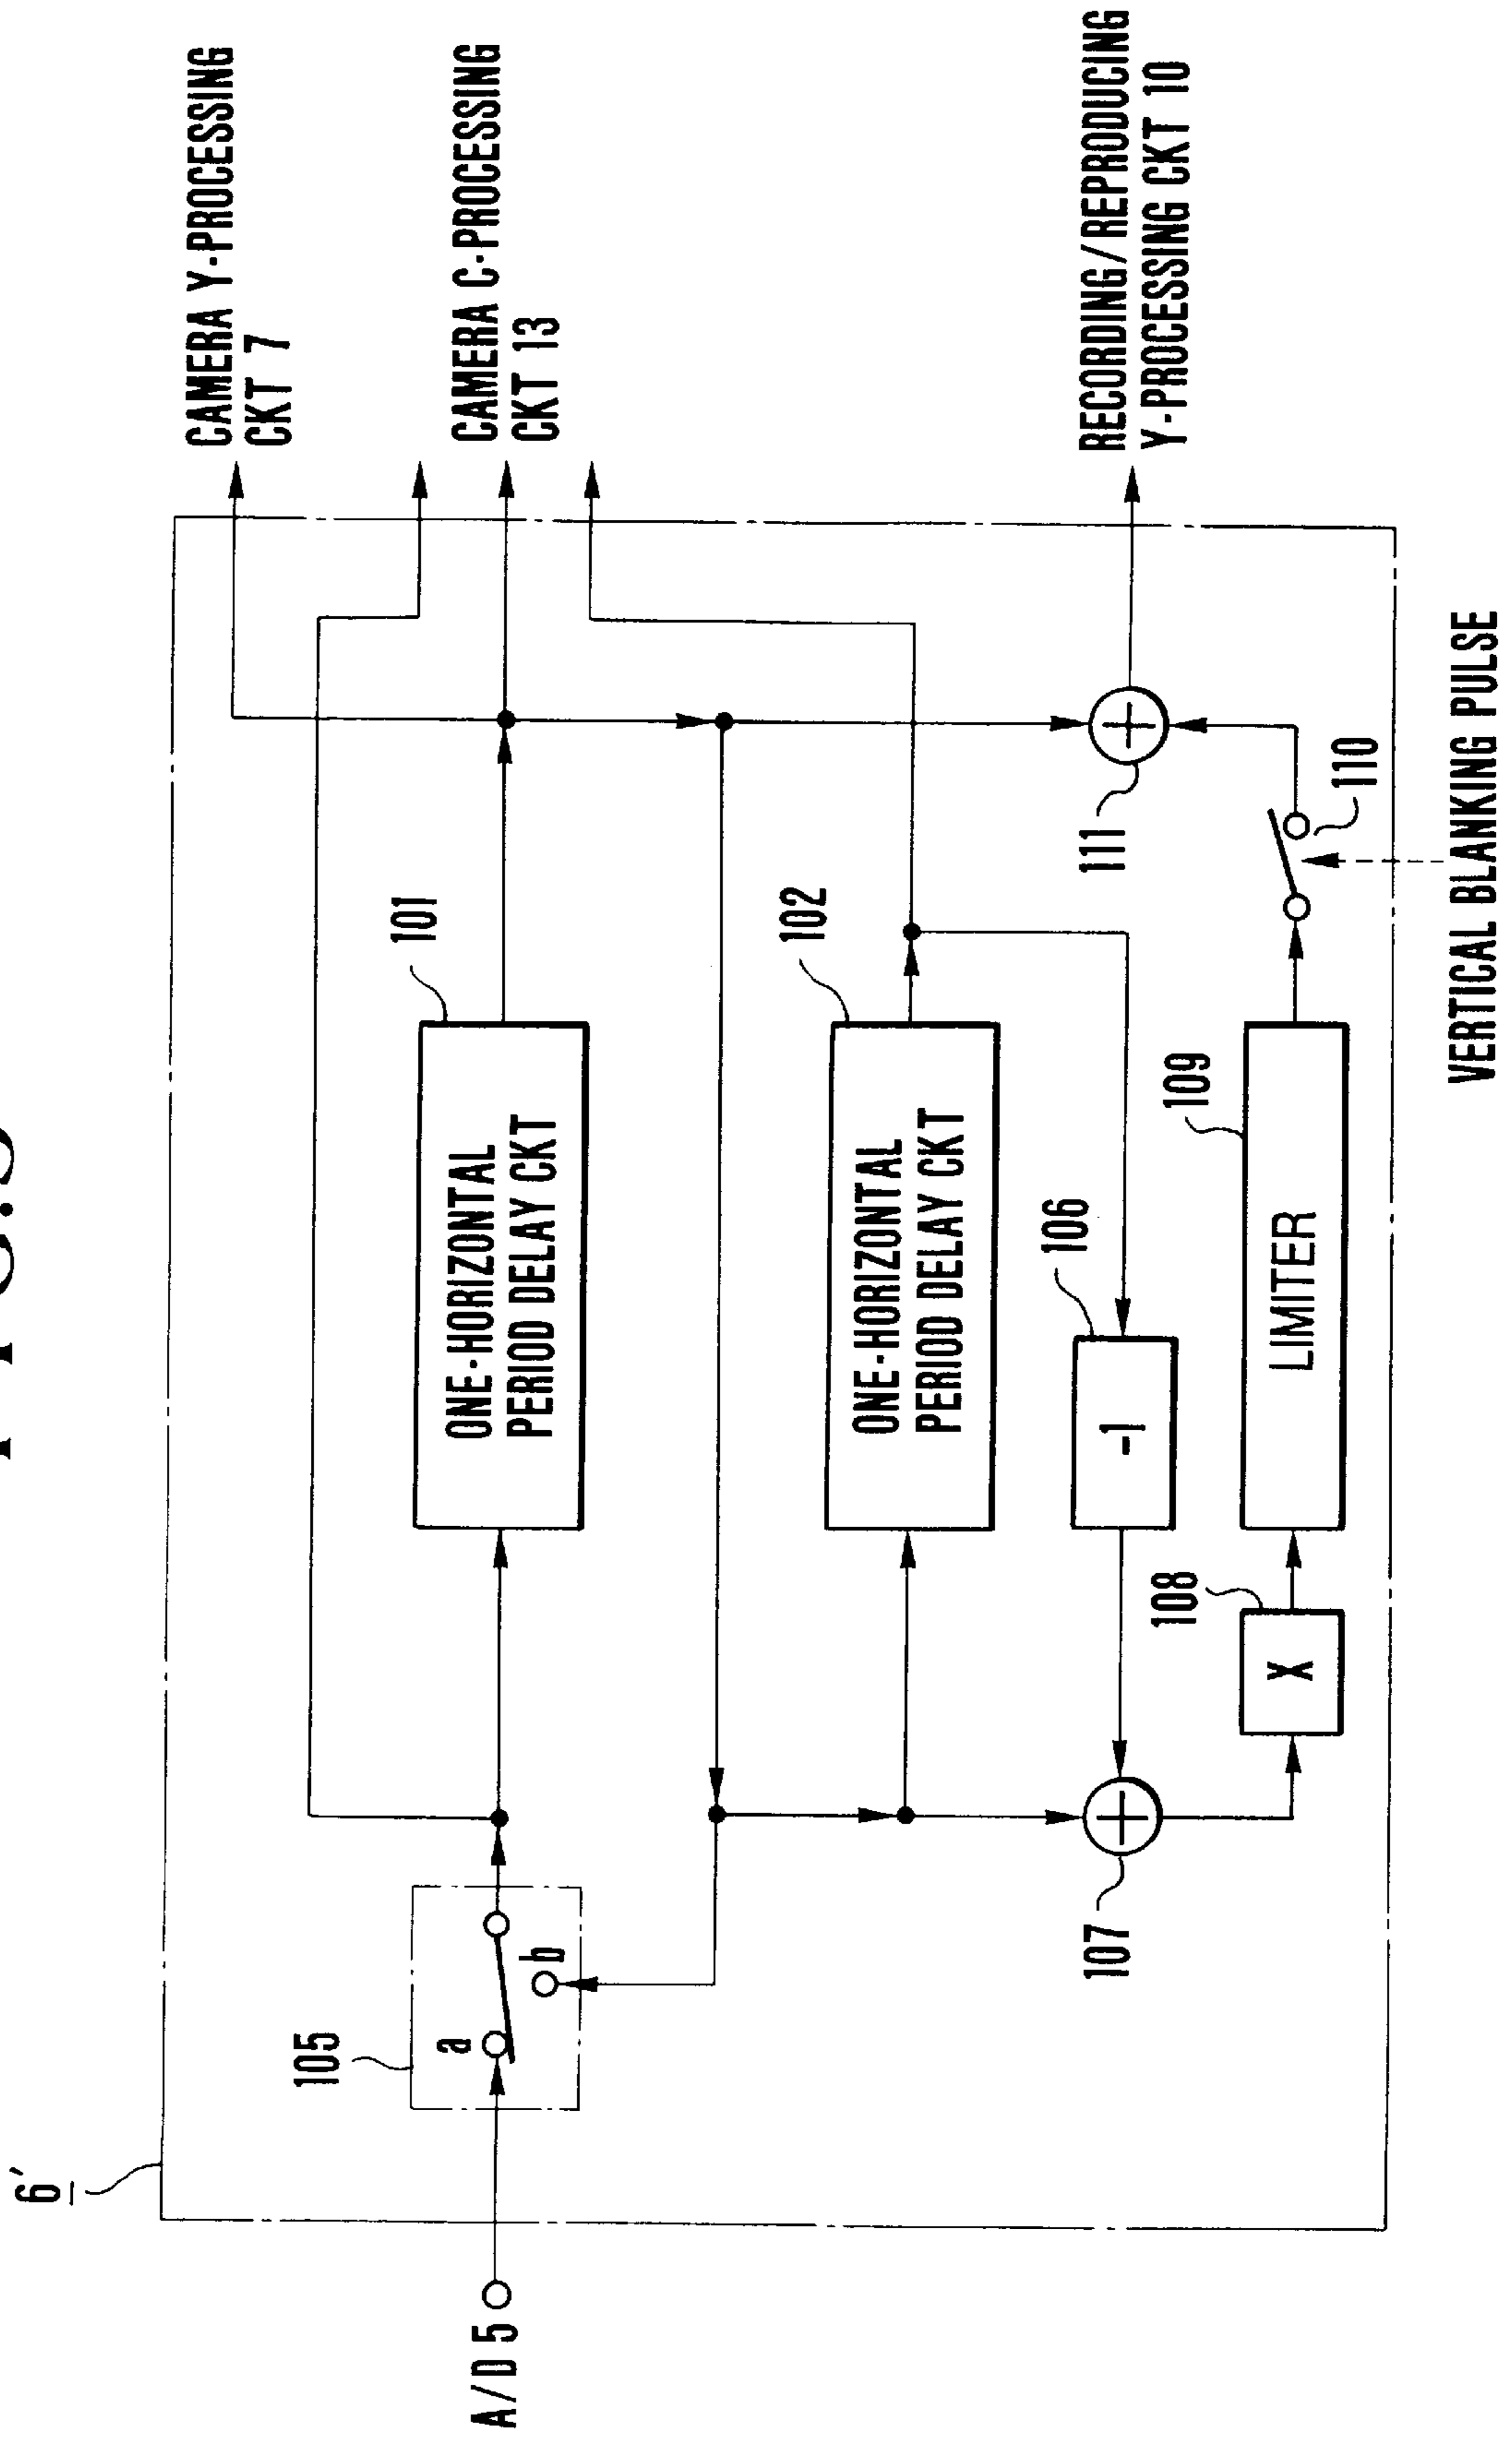 6′
A/D 5
105
a
b
101
ONE-HORIZONTAL
PERIOD DELAY CKT
102
ONE-HORIZONTAL
PERIOD DELAY CKT
106
-1
107
108
X
109
LIMITER
110
111
VERTICAL BLANKING PULSE
CAMERA Y-PROCESSING
CKT 7
CAMERA C-PROCESSING
CKT 13
RECORDING/REPRODUCING
Y-PROCESSING CKT 10